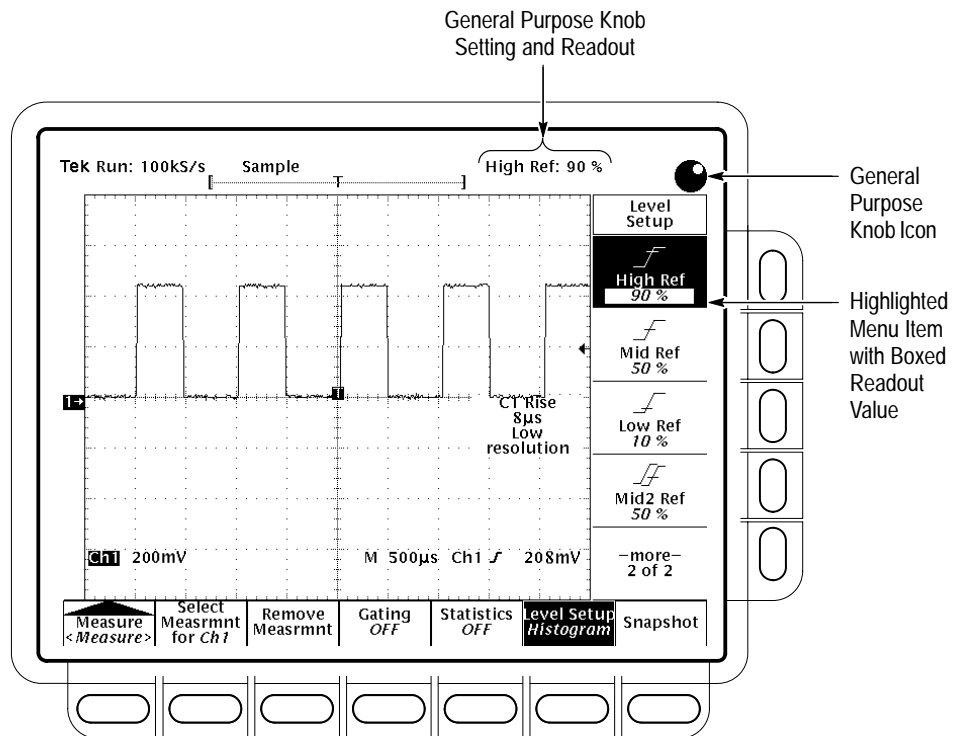 General Purpose Knob
Setting and Readout
Tek Run: 100kS/s Sample High Ref: 90 %
[ T ]
General
Purpose
Knob Icon
Level
Setup
High Ref
90 %
Highlighted
Menu Item
with Boxed
Readout
Value
Mid Ref
50 %
T
1→
C1 Rise
8µs
Low
resolution
Low Ref
10 %
Mid2 Ref
50 %
Ch1 200mV M 500µs Ch1 208mV
–more–
2 of 2
Measure
<Measure>
Select
Measrmnt
for Ch1
Remove
Measrmnt
Gating
OFF
Statistics
OFF
Level Setup
Histogram
Snapshot